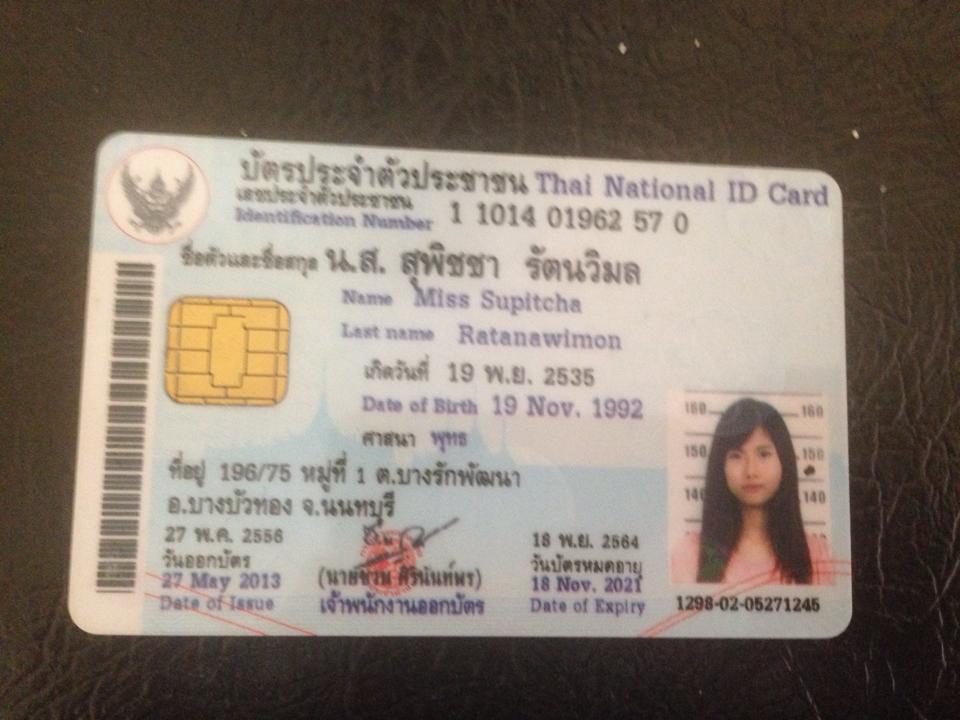 บัตรประจำตัวประชาชน Thai National ID Card
เลขประจำตัวประชาชน
Identification Number 1 1014 01962 57 0
ชื่อตัวและชื่อสกุล น.ส. สุพิชชา รัตนวิมล
Name Miss Supitcha
Last name Ratanawimon
เกิดวันที่ 19 พ.ย. 2535
Date of Birth 19 Nov. 1992
ศาสนา พุทธ
ที่อยู่ 196/75 หมู่ที่ 1 ต.บางรักพัฒนา
อ.บางบัวทอง จ.นนทบุรี
27 พ.ค. 2556
วันออกบัตร
27 May 2013
Date of Issue
ศิรินันท์พร)
เจ้าพนักงานออกบัตร
18 พ.ย. 2564
วันบัตรหมดอายุ
18 Nov. 2021
Date of Expiry
160 160
150 150
140 140
1298-02-05271245